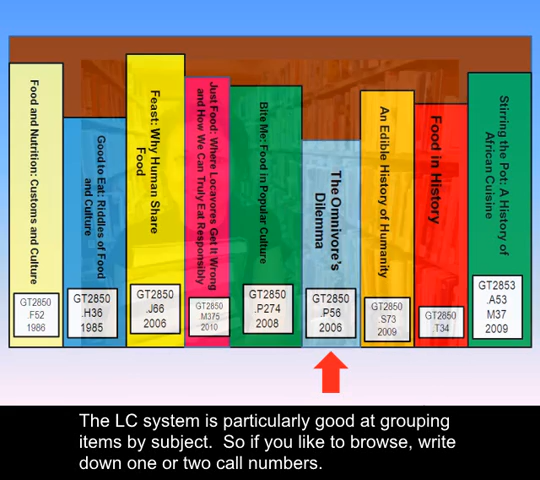 Food and Nutrition: Customs and Culture
GT2850
.F52
1986
Good to Eat: Riddles of Food
and Culture
GT2850
.H36
1985
Feast: Why Human Share
Food
GT2850
.J66
2006
Just Food: Where Locavores Get it Wrong
and How We Can Truly Eat Responsibly
GT2850
.M375
2010
Bite Me: Food in Popular Culture
GT2850
.P274
2008
The Omnivore's
Dilemma
GT2850
.P56
2006
An Edible History of Humanity
GT2850
.S73
2009
Food in History
GT2850
.T34
Stirring the Pot: A History of
African Cuisine
GT2853
.A53
M37
2009
The LC system is particularly good at grouping
items by subject.  So if you like to browse, write
down one or two call numbers.